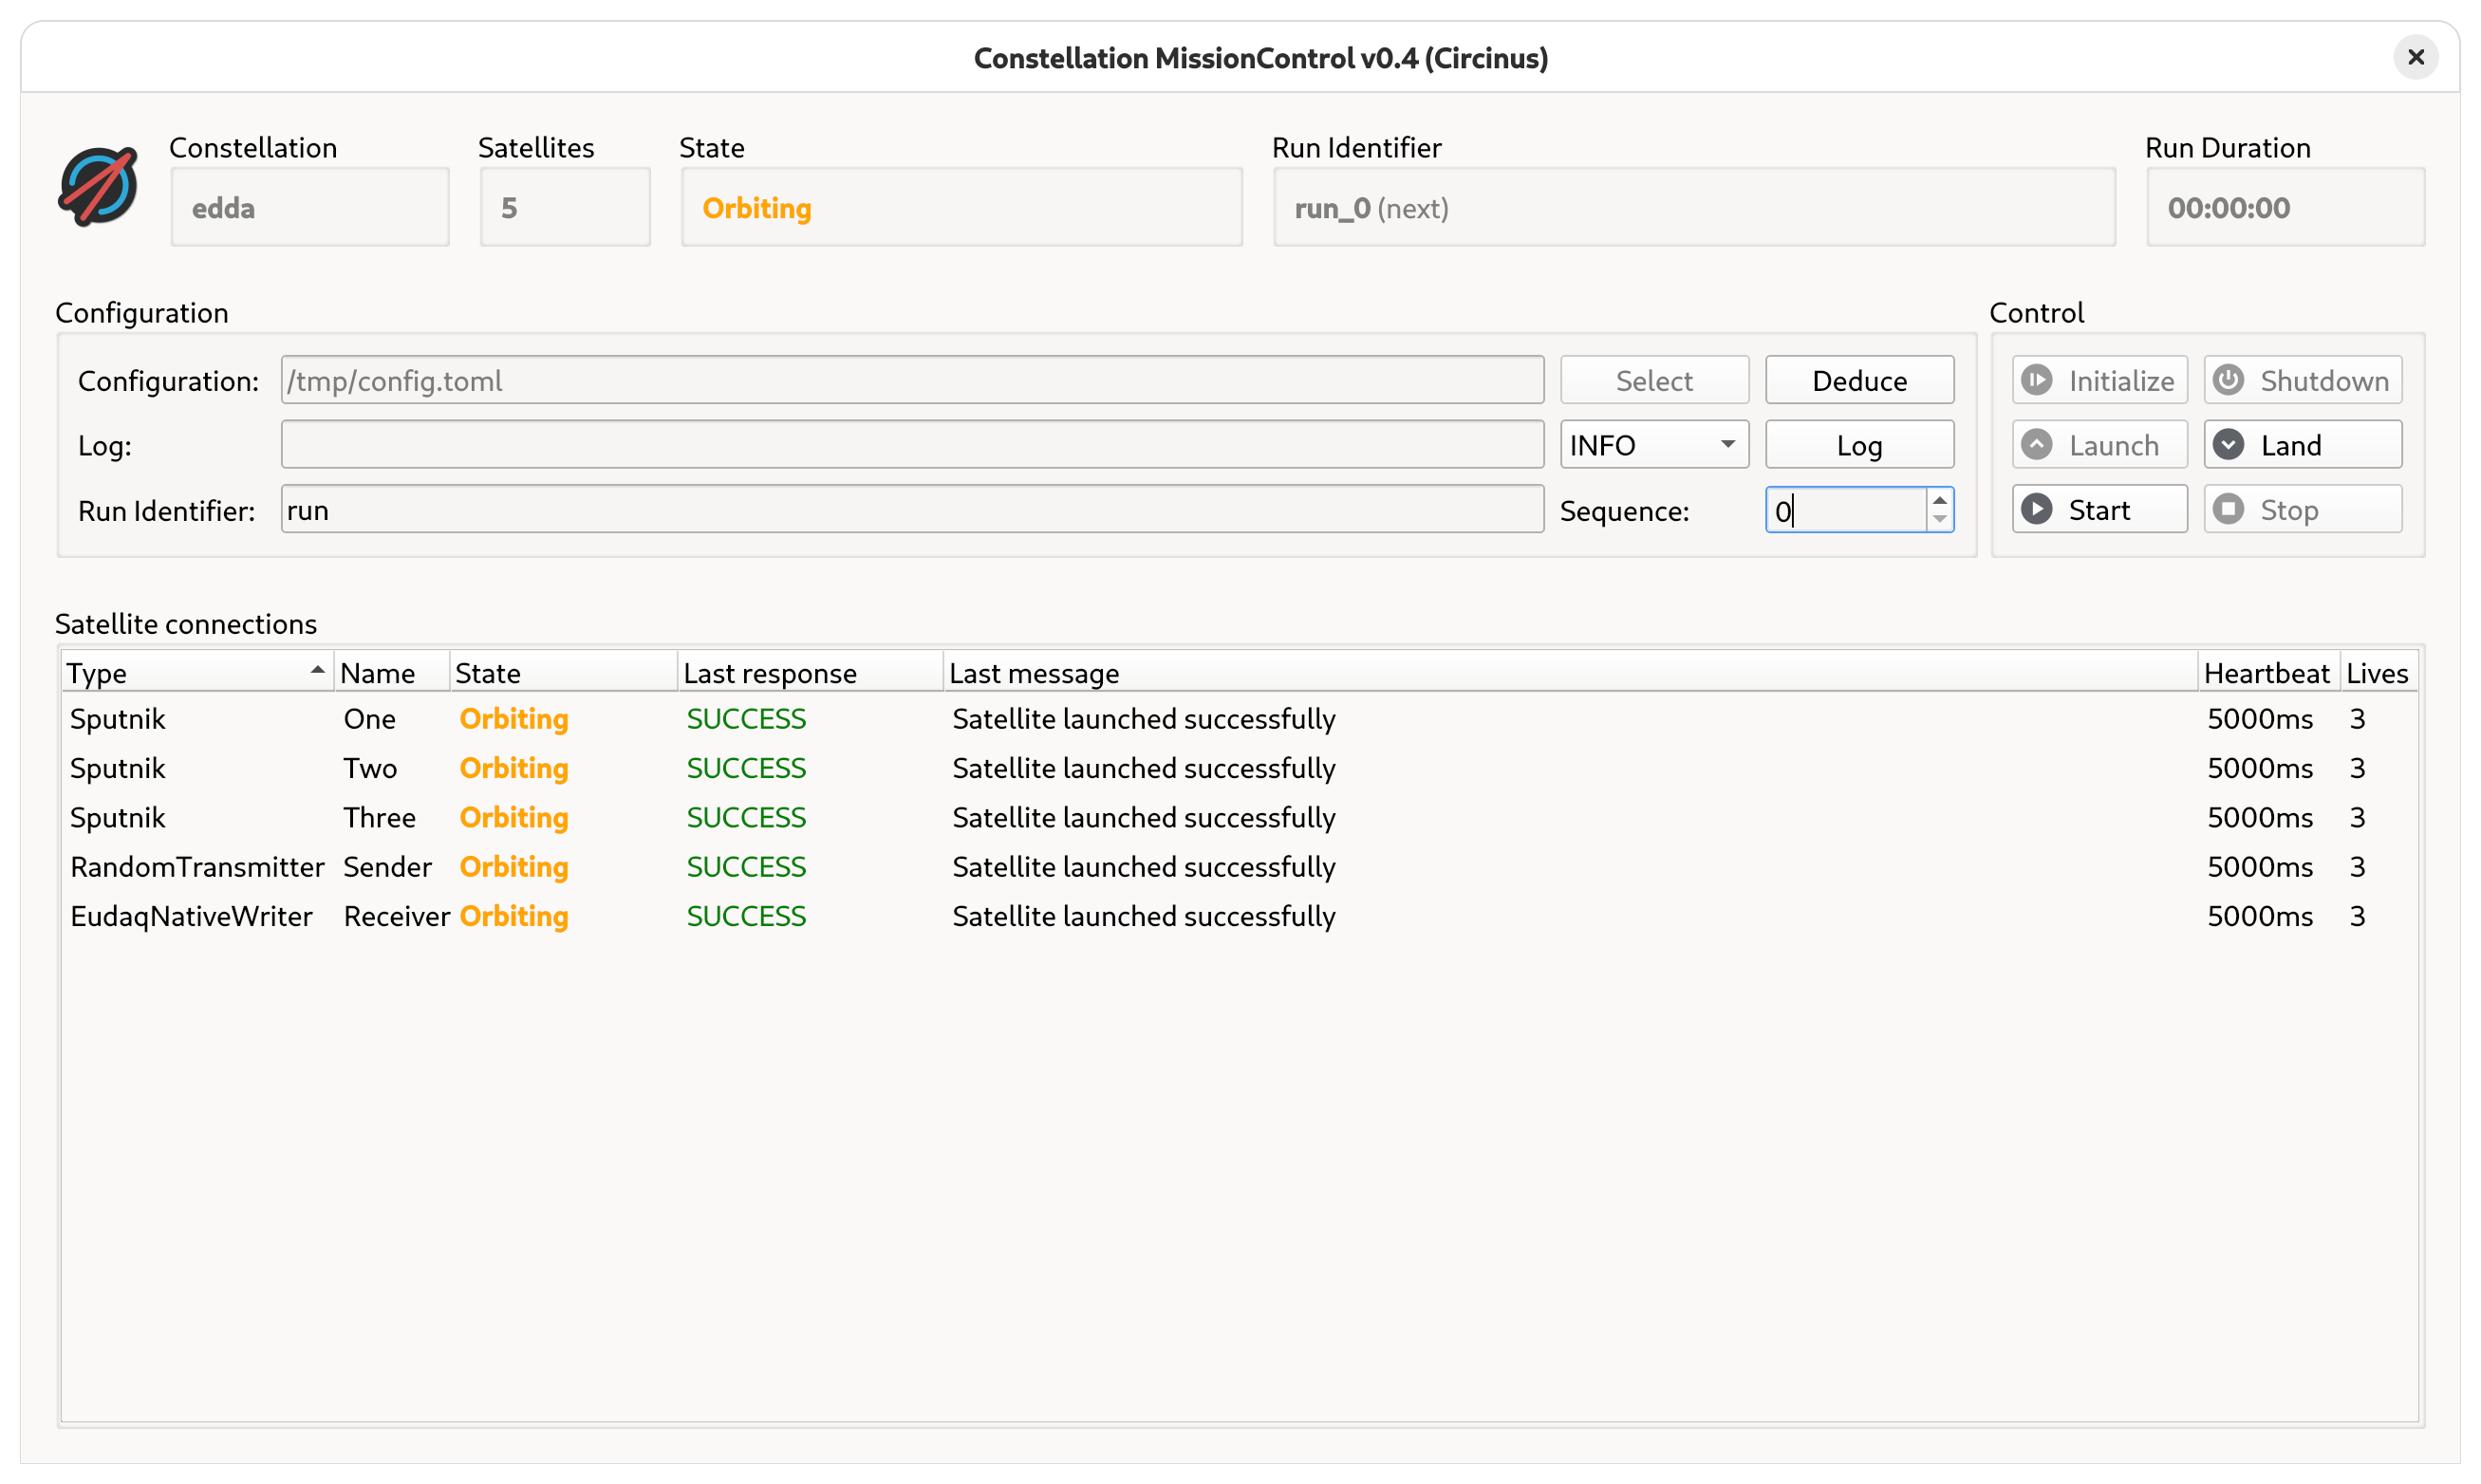 Constellation MissionControl v0.4 (Circinus)
Constellation Satellites State Run Identifier Run Duration
edda 5 Orbiting run_0 (next) 00:00:00
Configuration Control
Configuration: /tmp/config.toml Select Deduce Initialize Shutdown
Log: INFO Log Launch Land
Run Identifier: run Sequence: 0 Start Stop
Satellite connections
Type Name State Last response Last message Heartbeat Lives
Sputnik One Orbiting SUCCESS Satellite launched successfully 5000ms 3
Sputnik Two Orbiting SUCCESS Satellite launched successfully 5000ms 3
Sputnik Three Orbiting SUCCESS Satellite launched successfully 5000ms 3
RandomTransmitter Sender Orbiting SUCCESS Satellite launched successfully 5000ms 3
EudaqNativeWriter Receiver Orbiting SUCCESS Satellite launched successfully 5000ms 3